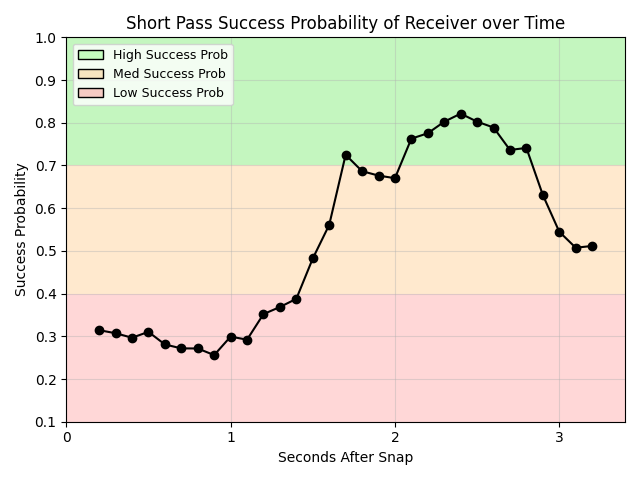 Short Pass Success Probability of Receiver over Time
High Success Prob
Med Success Prob
Low Success Prob
1.0
0.9
0.8
0.7
0.6
0.5
0.4
0.3
0.2
0.1
Success Probability
0 1 2 3
Seconds After Snap